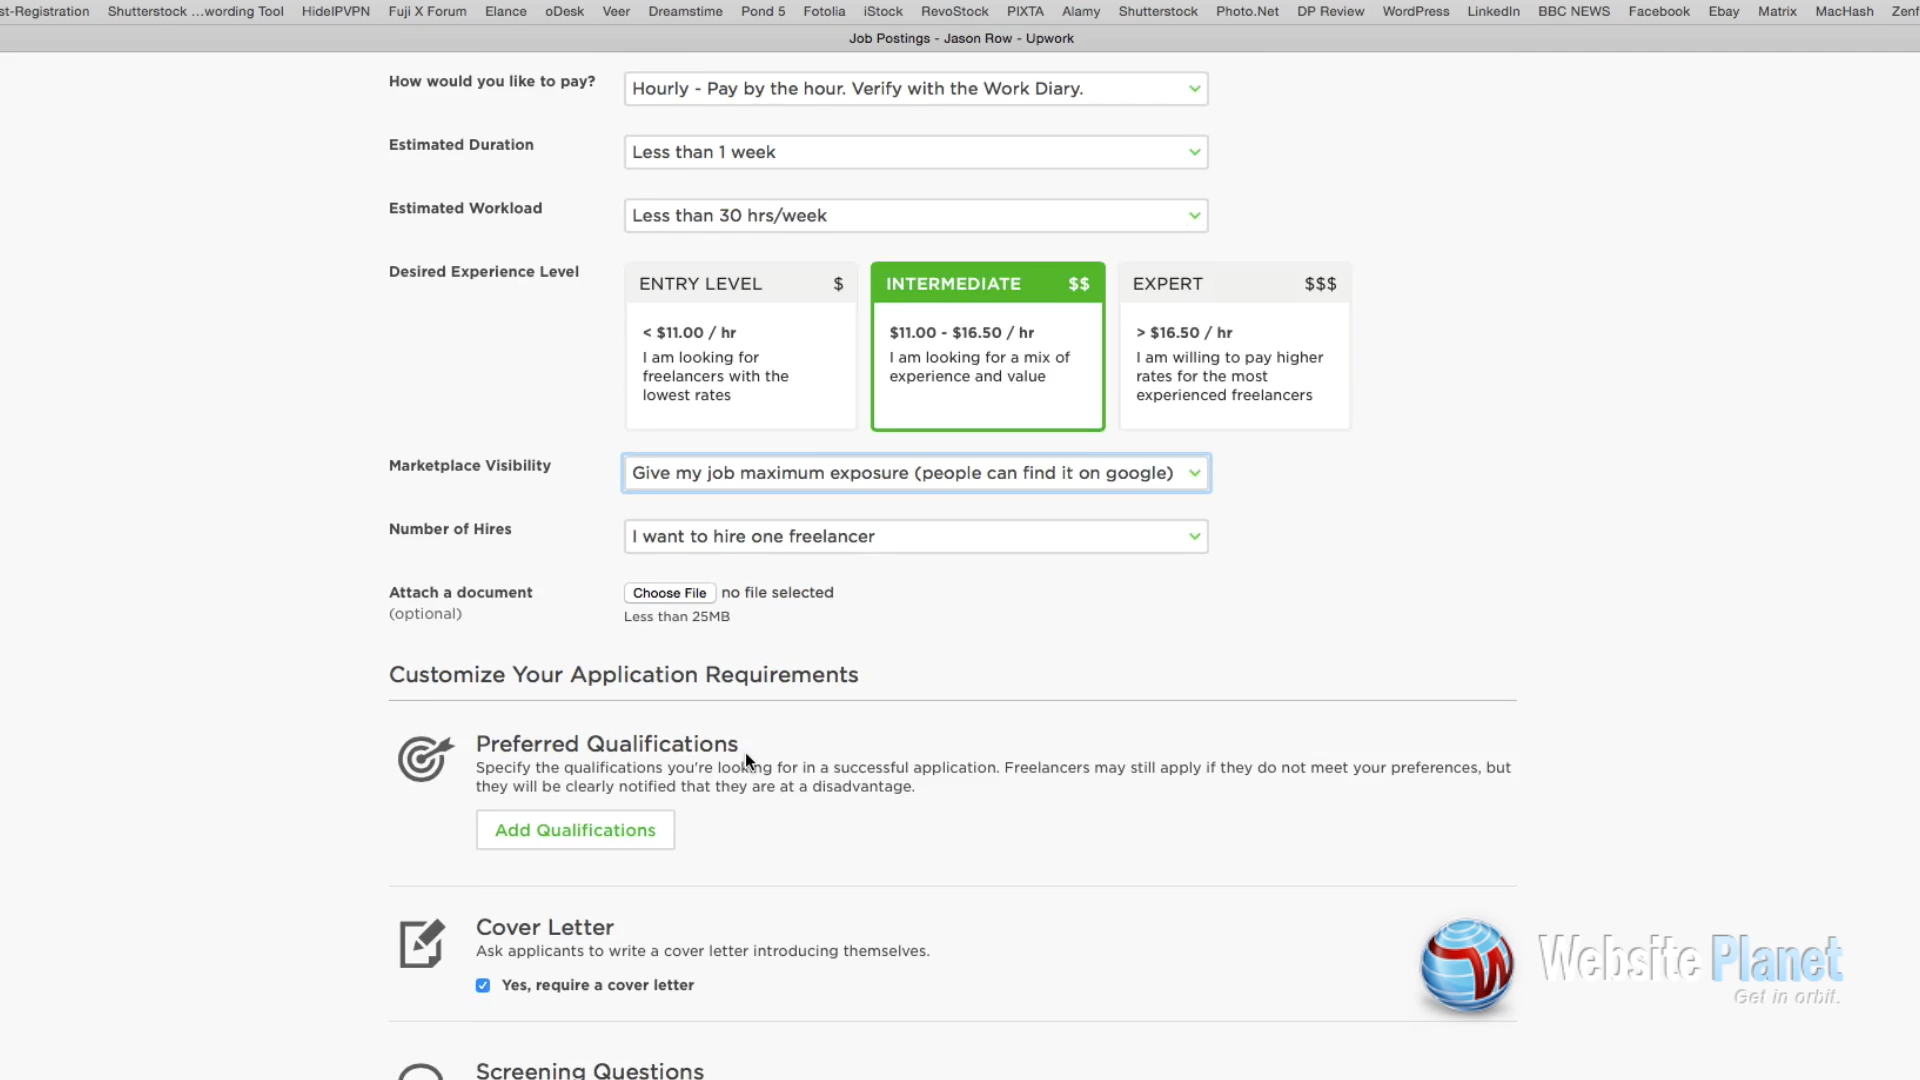 st-Registration Shutterstock ...wording Tool HideIPVPN Fuji X Forum Elance oDesk Veer Dreamstime Pond 5 Fotolia iStock RevoStock PIXTA Alamy Shutterstock Photo.Net DP Review WordPress LinkedIn BBC NEWS Facebook Ebay Matrix MacHash Zenf
Job Postings - Jason Row - Upwork
How would you like to pay? Hourly - Pay by the hour. Verify with the Work Diary.
Estimated Duration Less than 1 week
Estimated Workload Less than 30 hrs/week
Desired Experience Level
ENTRY LEVEL $
< $11.00 / hr
I am looking for
freelancers with the
lowest rates
INTERMEDIATE $$
$11.00 - $16.50 / hr
I am looking for a mix of
experience and value
EXPERT $$$
> $16.50 / hr
I am willing to pay higher
rates for the most
experienced freelancers
Marketplace Visibility Give my job maximum exposure (people can find it on google)
Number of Hires I want to hire one freelancer
Attach a document Choose File no file selected
(optional) Less than 25MB
Customize Your Application Requirements
Preferred Qualifications
Specify the qualifications you're looking for in a successful application. Freelancers may still apply if they do not meet your preferences, but
they will be clearly notified that they are at a disadvantage.
Add Qualifications
Cover Letter
Ask applicants to write a cover letter introducing themselves.
Yes, require a cover letter
W Website Planet
Get in orbit.
Screening Questions